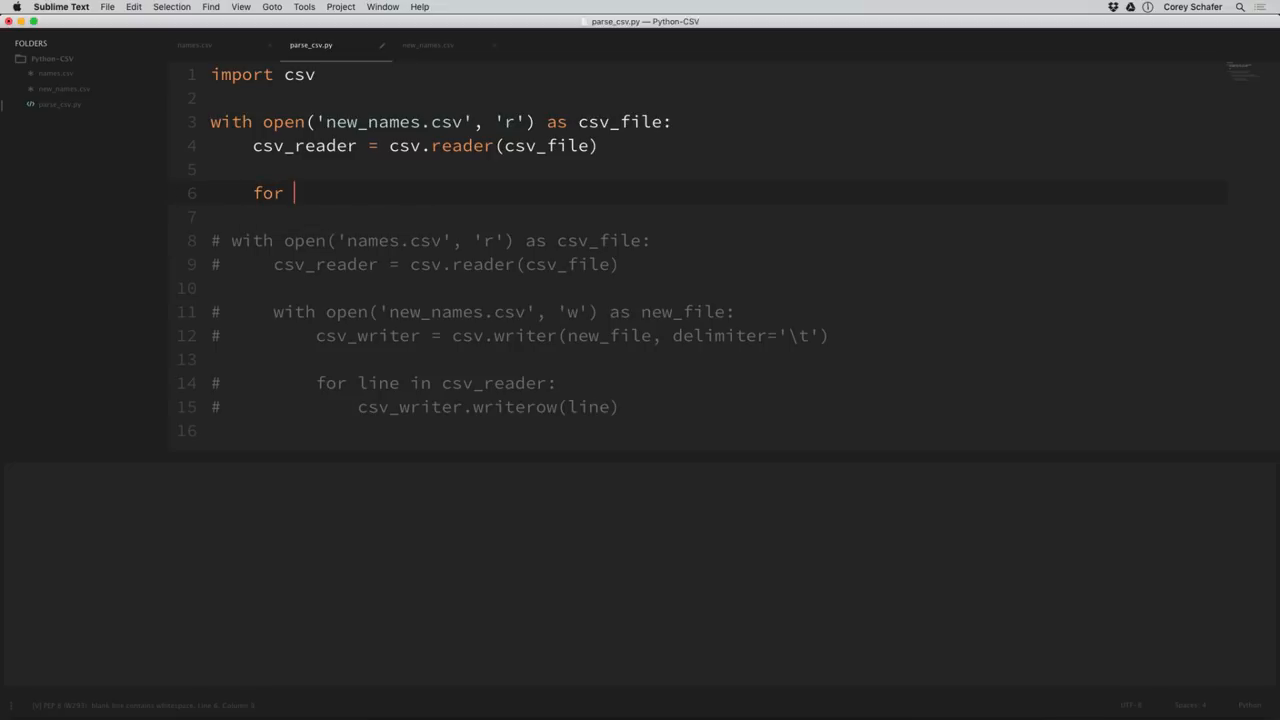 Sublime Text File Edit Selection Find View Goto Tools Project Window Help Corey Schafer
parse_csv.py — Python-CSV
FOLDERS
Python-CSV
names.csv
new_names.csv
parse_csv.py
names.csv parse_csv.py new_names.csv
1 import csv
2
3 with open('new_names.csv', 'r') as csv_file:
4 csv_reader = csv.reader(csv_file)
5
6 for
7
8 # with open('names.csv', 'r') as csv_file:
9 # csv_reader = csv.reader(csv_file)
10
11 # with open('new_names.csv', 'w') as new_file:
12 # csv_writer = csv.writer(new_file, delimiter='\t')
13
14 # for line in csv_reader:
15 # csv_writer.writerow(line)
16
UTF-8 Spaces: 4 Python